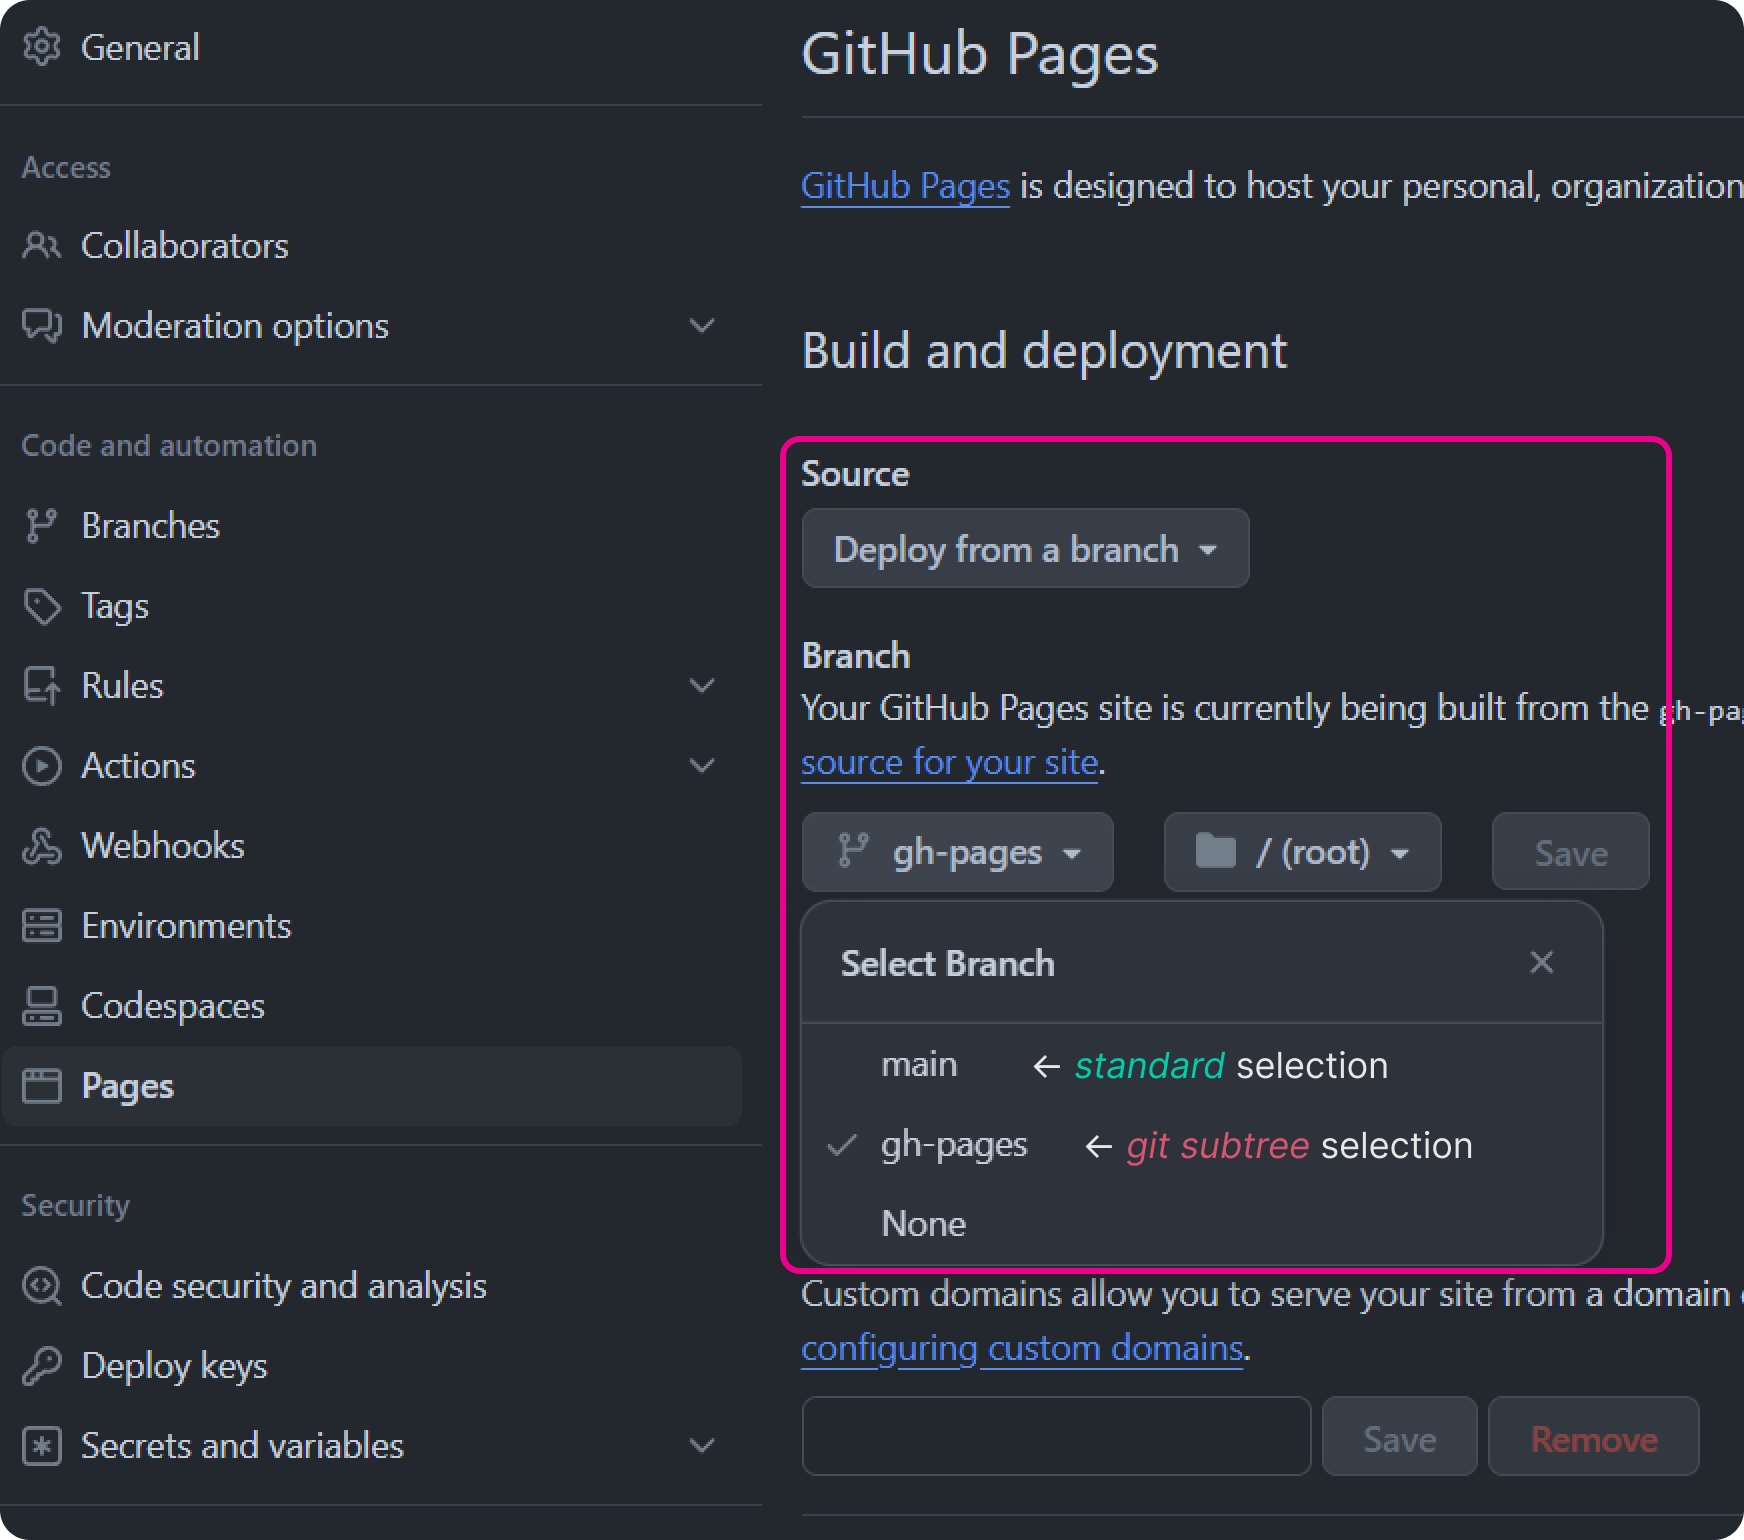 General
Access
Collaborators
Moderation options
Code and automation
Branches
Tags
Rules
Actions
Webhooks
Environments
Codespaces
Pages
Security
Code security and analysis
Deploy keys
Secrets and variables
GitHub Pages
GitHub Pages is designed to host your personal, organization
Build and deployment
Source
Deploy from a branch
Branch
Your GitHub Pages site is currently being built from the gh-pa
source for your site.
gh-pages / (root) Save
Select Branch
main ← standard selection
gh-pages ← git subtree selection
None
Custom domains allow you to serve your site from a domain
configuring custom domains.
Save Remove